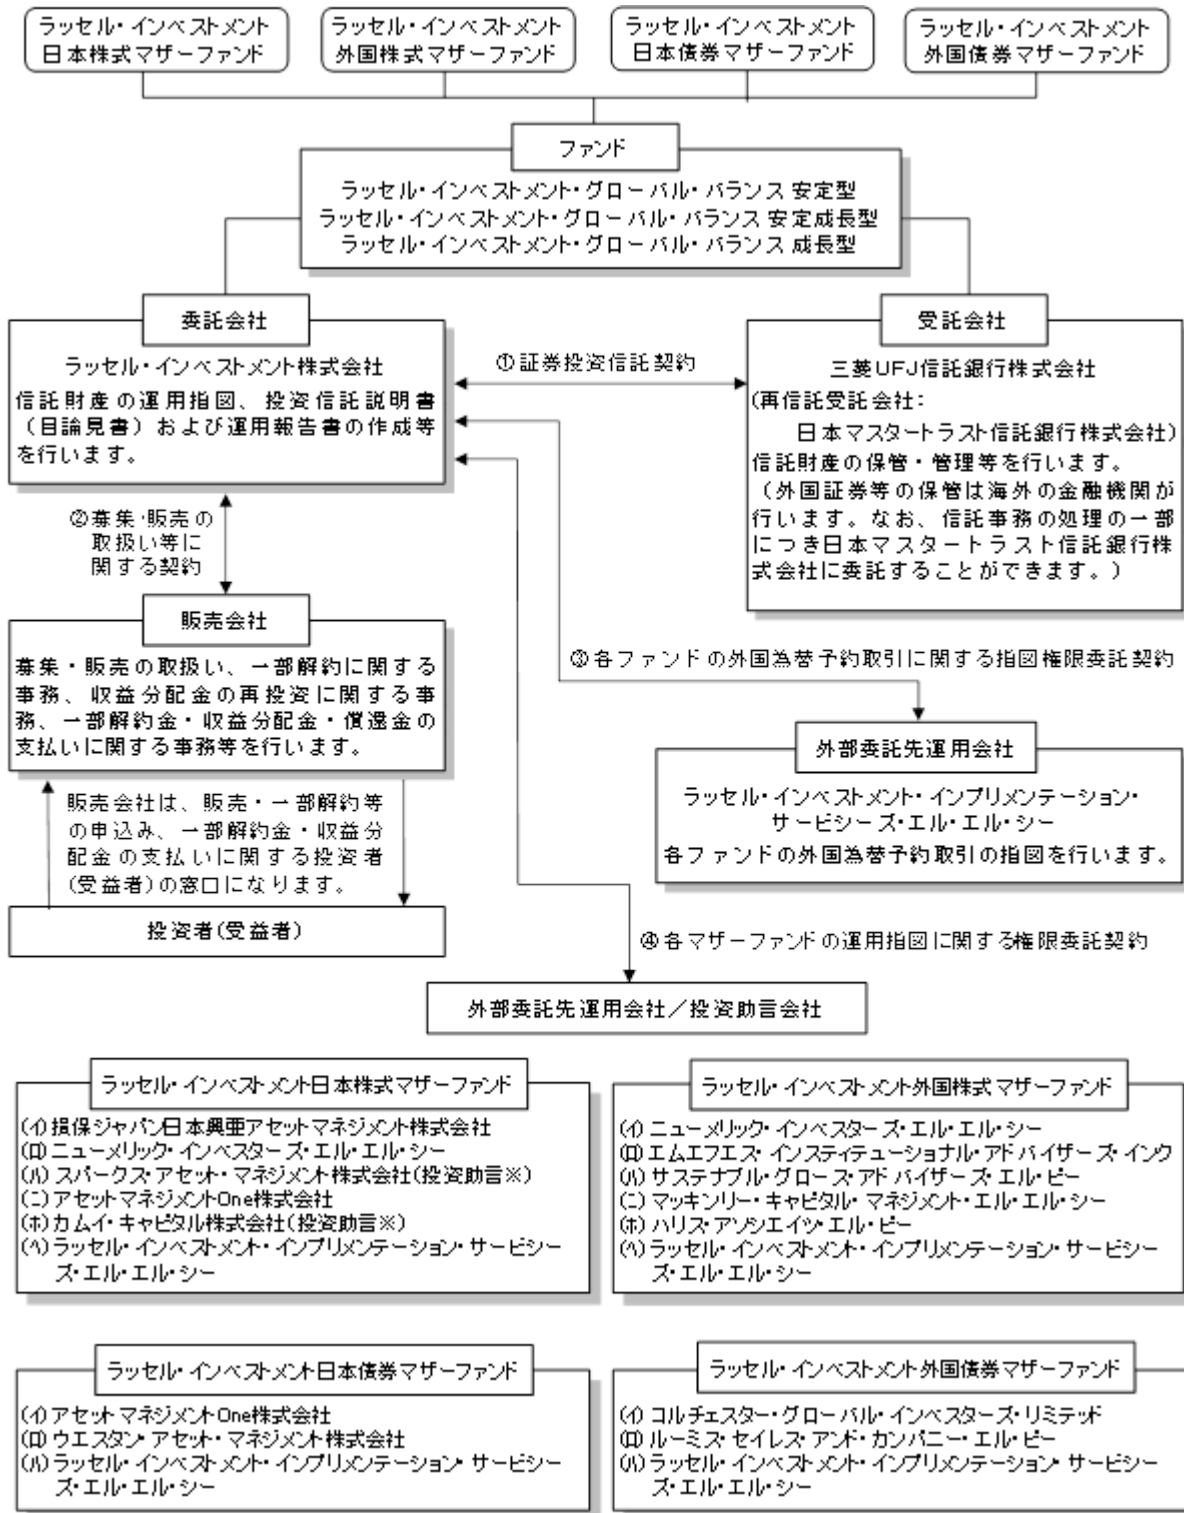 ラッセル・インベストメント
日本株式マザーファンド
ラッセル・インベストメント
外国株式マザーファンド
ラッセル・インベストメント
日本債券マザーファンド
ラッセル・インベストメント
外国債券マザーファンド
ファンド
ラッセル・インベストメント・グローバル・バランス 安定型
ラッセル・インベストメント・グローバル・バランス 安定成長型
ラッセル・インベストメント・グローバル・バランス 成長型
委託会社
ラッセル・インベストメント株式会社
信託財産の運用指図、投資信託説明書
（目論見書）および運用報告書の作成等
を行います。
①証券投資信託契約
受託会社
三菱UFJ信託銀行株式会社
(再信託受託会社：
日本マスタートラスト信託銀行株式会社)
信託財産の保管・管理等を行います。
（外国証券等の保管は海外の金融機関が
行います。なお、信託事務の処理の一部
につき日本マスタートラスト信託銀行株
式会社に委託することができます。）
②募集・販売の
取扱い等に
関する契約
販売会社
募集・販売の取扱い、一部解約に関する
事務、収益分配金の再投資に関する事
務、一部解約金・収益分配金・償還金の
支払いに関する事務等を行います。
③各ファンドの外国為替予約取引に関する指図権限委託契約
外部委託先運用会社
ラッセル・インベストメント・インプリメンテーション・
サービシーズ・エル・エル・シー
各ファンドの外国為替予約取引の指図を行います。
販売会社は、販売・一部解約等
の申込み、一部解約金・収益分
配金の支払いに関する投資者
(受益者)の窓口になります。
投資者(受益者)
④各マザーファンドの運用指図に関する権限委託契約
外部委託先運用会社／投資助言会社
ラッセル・インベストメント日本株式マザーファンド
(イ)損保ジャパン日本興亜アセットマネジメント株式会社
(ロ)ニューメリック・インベスターズ・エル・エル・シー
(ハ)スパークス・アセット・マネジメント株式会社(投資助言※)
(ニ)アセットマネジメントOne株式会社
(ホ)カムイ・キャピタル株式会社(投資助言※)
(ヘ)ラッセル・インベストメント・インプリメンテーション・サービシー
ズ・エル・エル・シー
ラッセル・インベストメント外国株式マザーファンド
(イ)ニューメリック・インベスターズ・エル・エル・シー
(ロ)エムエフエス・インスティテューショナル・アドバイザーズ・インク
(ハ)サステナブル・グロース・アドバイザーズ・エル・ピー
(ニ)マッキンリー・キャピタル・マネジメント・エル・エル・シー
(ホ)ハリス・アソシエイツ・エル・ピー
(ヘ)ラッセル・インベストメント・インプリメンテーション・サービシー
ズ・エル・エル・シー
ラッセル・インベストメント日本債券マザーファンド
(イ)アセットマネジメントOne株式会社
(ロ)ウエスタン・アセット・マネジメント株式会社
(ハ)ラッセル・インベストメント・インプリメンテーション・サービシー
ズ・エル・エル・シー
ラッセル・インベストメント外国債券マザーファンド
(イ)コルチェスター・グローバル・インベスターズ・リミテッド
(ロ)ルーミス・セイレス・アンド・カンパニー・エル・ピー
(ハ)ラッセル・インベストメント・インプリメンテーション・サービシー
ズ・エル・エル・シー